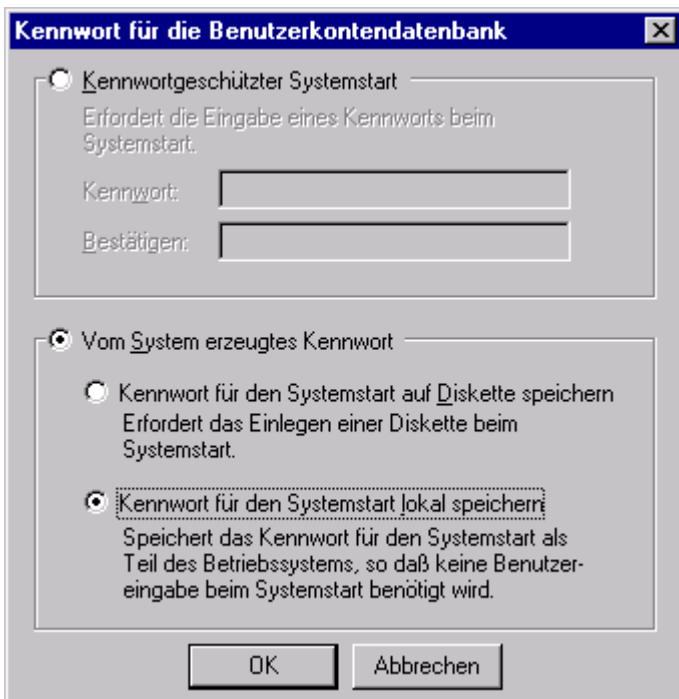 Kennwort für die Benutzerkontendatenbank
Kennwortgeschützter Systemstart
Erfordert die Eingabe eines Kennworts beim
Systemstart.
Kennwort:
Bestätigen:
Vom System erzeugtes Kennwort
Kennwort für den Systemstart auf Diskette speichern
Erfordert das Einlegen einer Diskette beim
Systemstart.
Kennwort für den Systemstart lokal speichern
Speichert das Kennwort für den Systemstart als
Teil des Betriebssystems, so daß keine Benutzer-
eingabe beim Systemstart benötigt wird.
OK Abbrechen